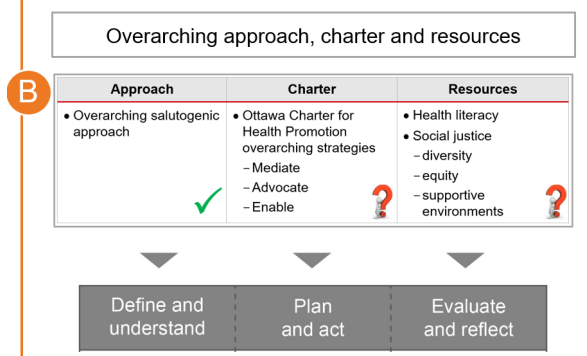 Overarching approach, charter and resources
B
Approach
Charter
Resources
• Overarching salutogenic
approach
• Ottawa Charter for
Health Promotion
overarching strategies
– Mediate
– Advocate
– Enable
• Health literacy
• Social justice
– diversity
– equity
– supportive
environments
Define and
understand
Plan
and act
Evaluate
and reflect